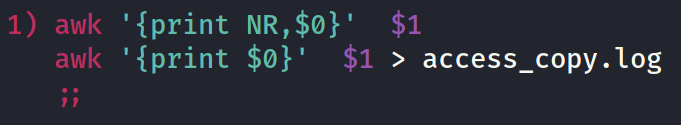 1) awk '{print NR,$0}'  $1
   awk '{print $0}'  $1 > access_copy.log
   ;;